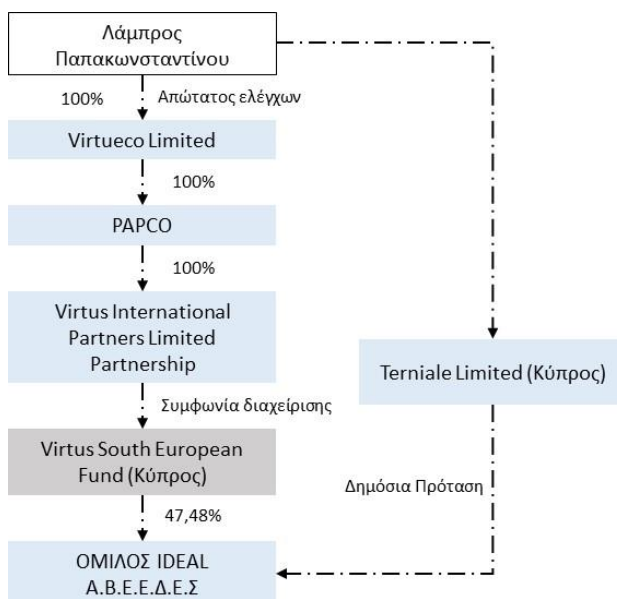 Λάμπρος
Παπακωνσταντίνου
100%
Απώτατος ελέγχων
Virtueco Limited
100%
PAPCO
100%
Virtus International
Partners Limited
Partnership
Terniale Limited (Κύπρος)
Συμφωνία διαχείρισης
Virtus South European
Fund (Κύπρος)
Δημόσια Πρόταση
47,48%
ΟΜΙΛΟΣ IDEAL
Α.Β.Ε.Ε.Δ.Ε.Σ